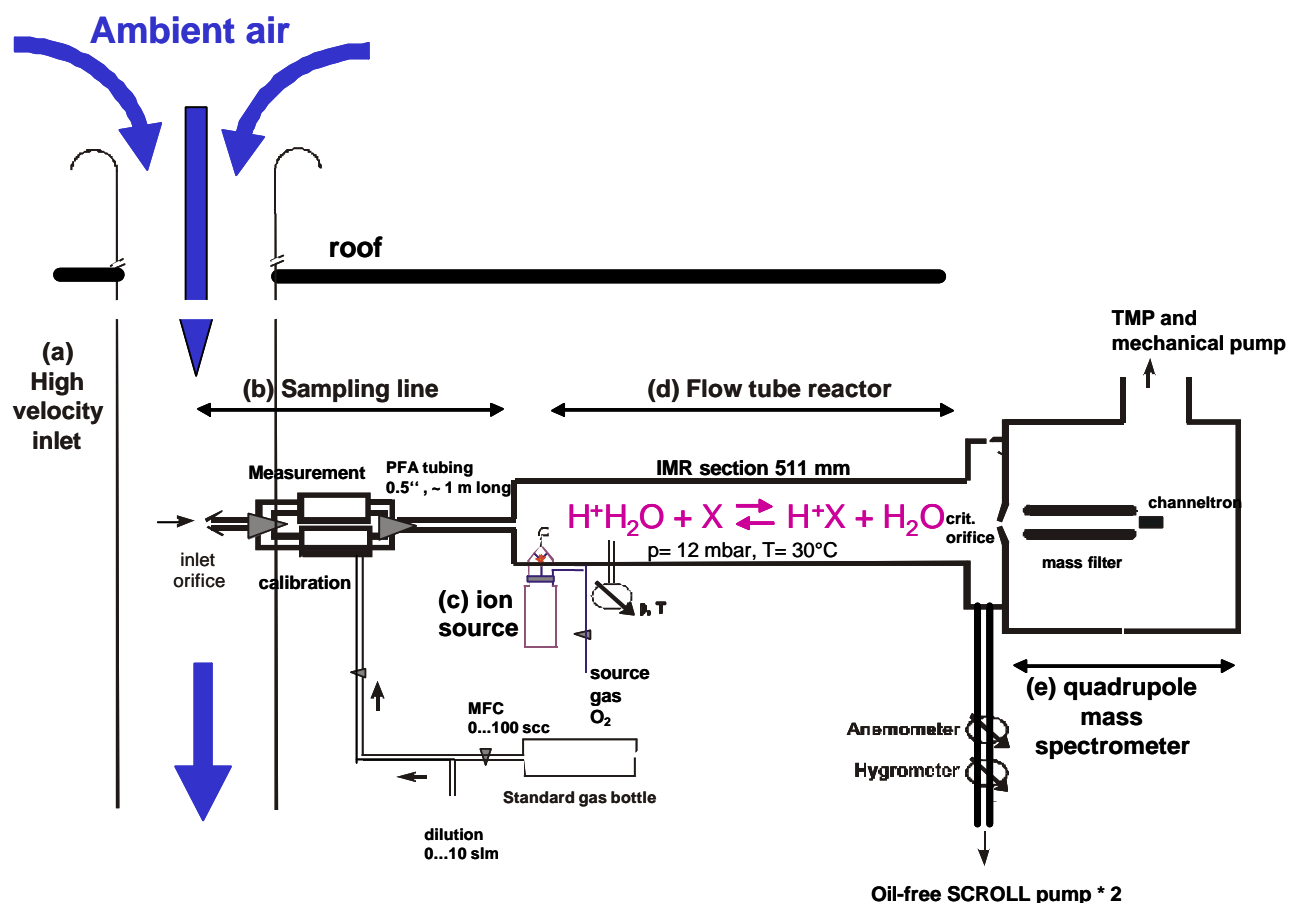 Ambient air
roof
TMP and
mechanical pump
(a)
High
velocity
inlet
(b) Sampling line
(d) Flow tube reactor
Measurement
PFA tubing
0.5‘‘ , ~ 1 m long
IMR section 511 mm
H⁺H₂O + X ⇄ H⁺X + H₂O
crit.
orifice
p= 12 mbar, T= 30°C
channeltron
mass filter
inlet
orifice
calibration
(c) ion
source
p, T
source
gas
O₂
(e) quadrupole
mass
spectrometer
MFC
0...100 scc
Anemometer
Hygrometer
Standard gas bottle
dilution
0...10 slm
Oil-free SCROLL pump * 2